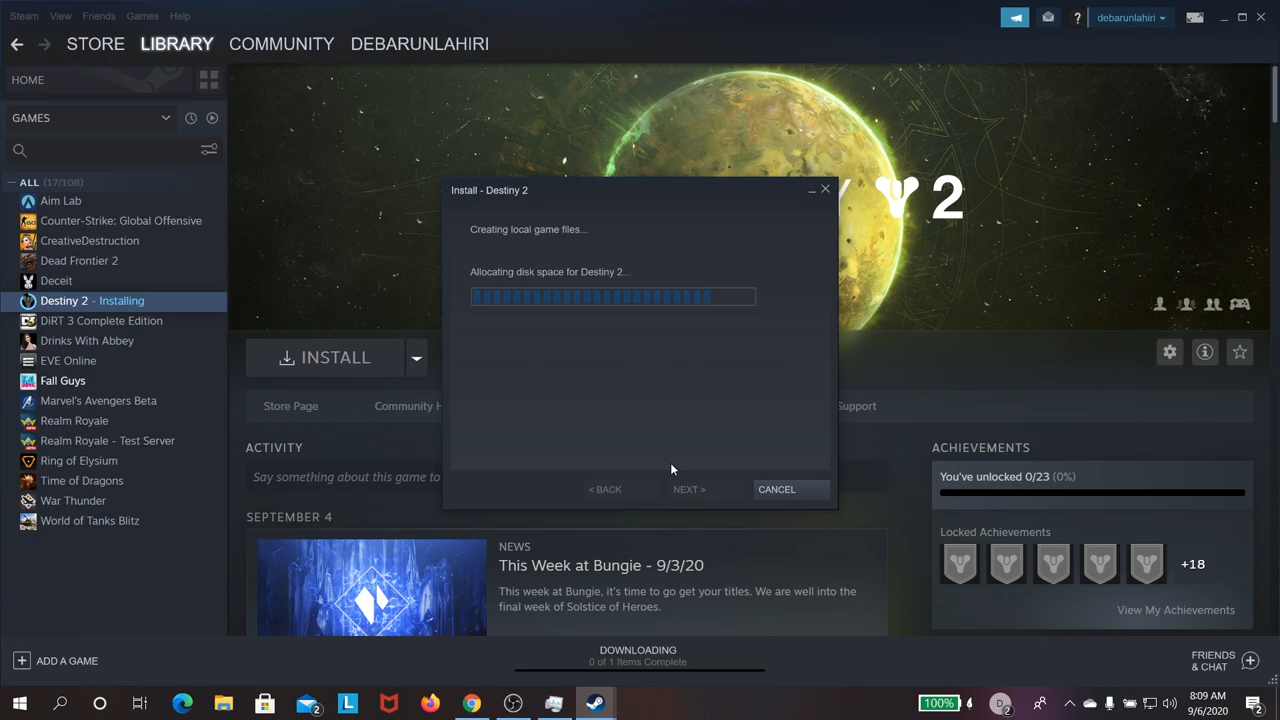 Steam View Friends Games Help
? debarunlahiri
STORE LIBRARY COMMUNITY DEBARUNLAHIRI
HOME
GAMES
ALL (17/108)
Aim Lab
Counter-Strike: Global Offensive
CreativeDestruction
Dead Frontier 2
Deceit
Destiny 2 - Installing
DiRT 3 Complete Edition
Drinks With Abbey
EVE Online
Fall Guys
Marvel's Avengers Beta
Realm Royale
Realm Royale - Test Server
Ring of Elysium
Time of Dragons
War Thunder
World of Tanks Blitz
ADD A GAME
2
Install - Destiny 2
Creating local game files...
Allocating disk space for Destiny 2...
< BACK NEXT > CANCEL
INSTALL
Store Page Community H Support
ACTIVITY
Say something about this game to
SEPTEMBER 4
NEWS
This Week at Bungie - 9/3/20
This week at Bungie, it's time to go get your titles. We are well into the
final week of Solstice of Heroes.
ACHIEVEMENTS
You've unlocked 0/23 (0%)
Locked Achievements
+18
View My Achievements
DOWNLOADING
0 of 1 Items Complete
FRIENDS
& CHAT
2 L 100% D 2
8:09 AM
9/6/2020
2